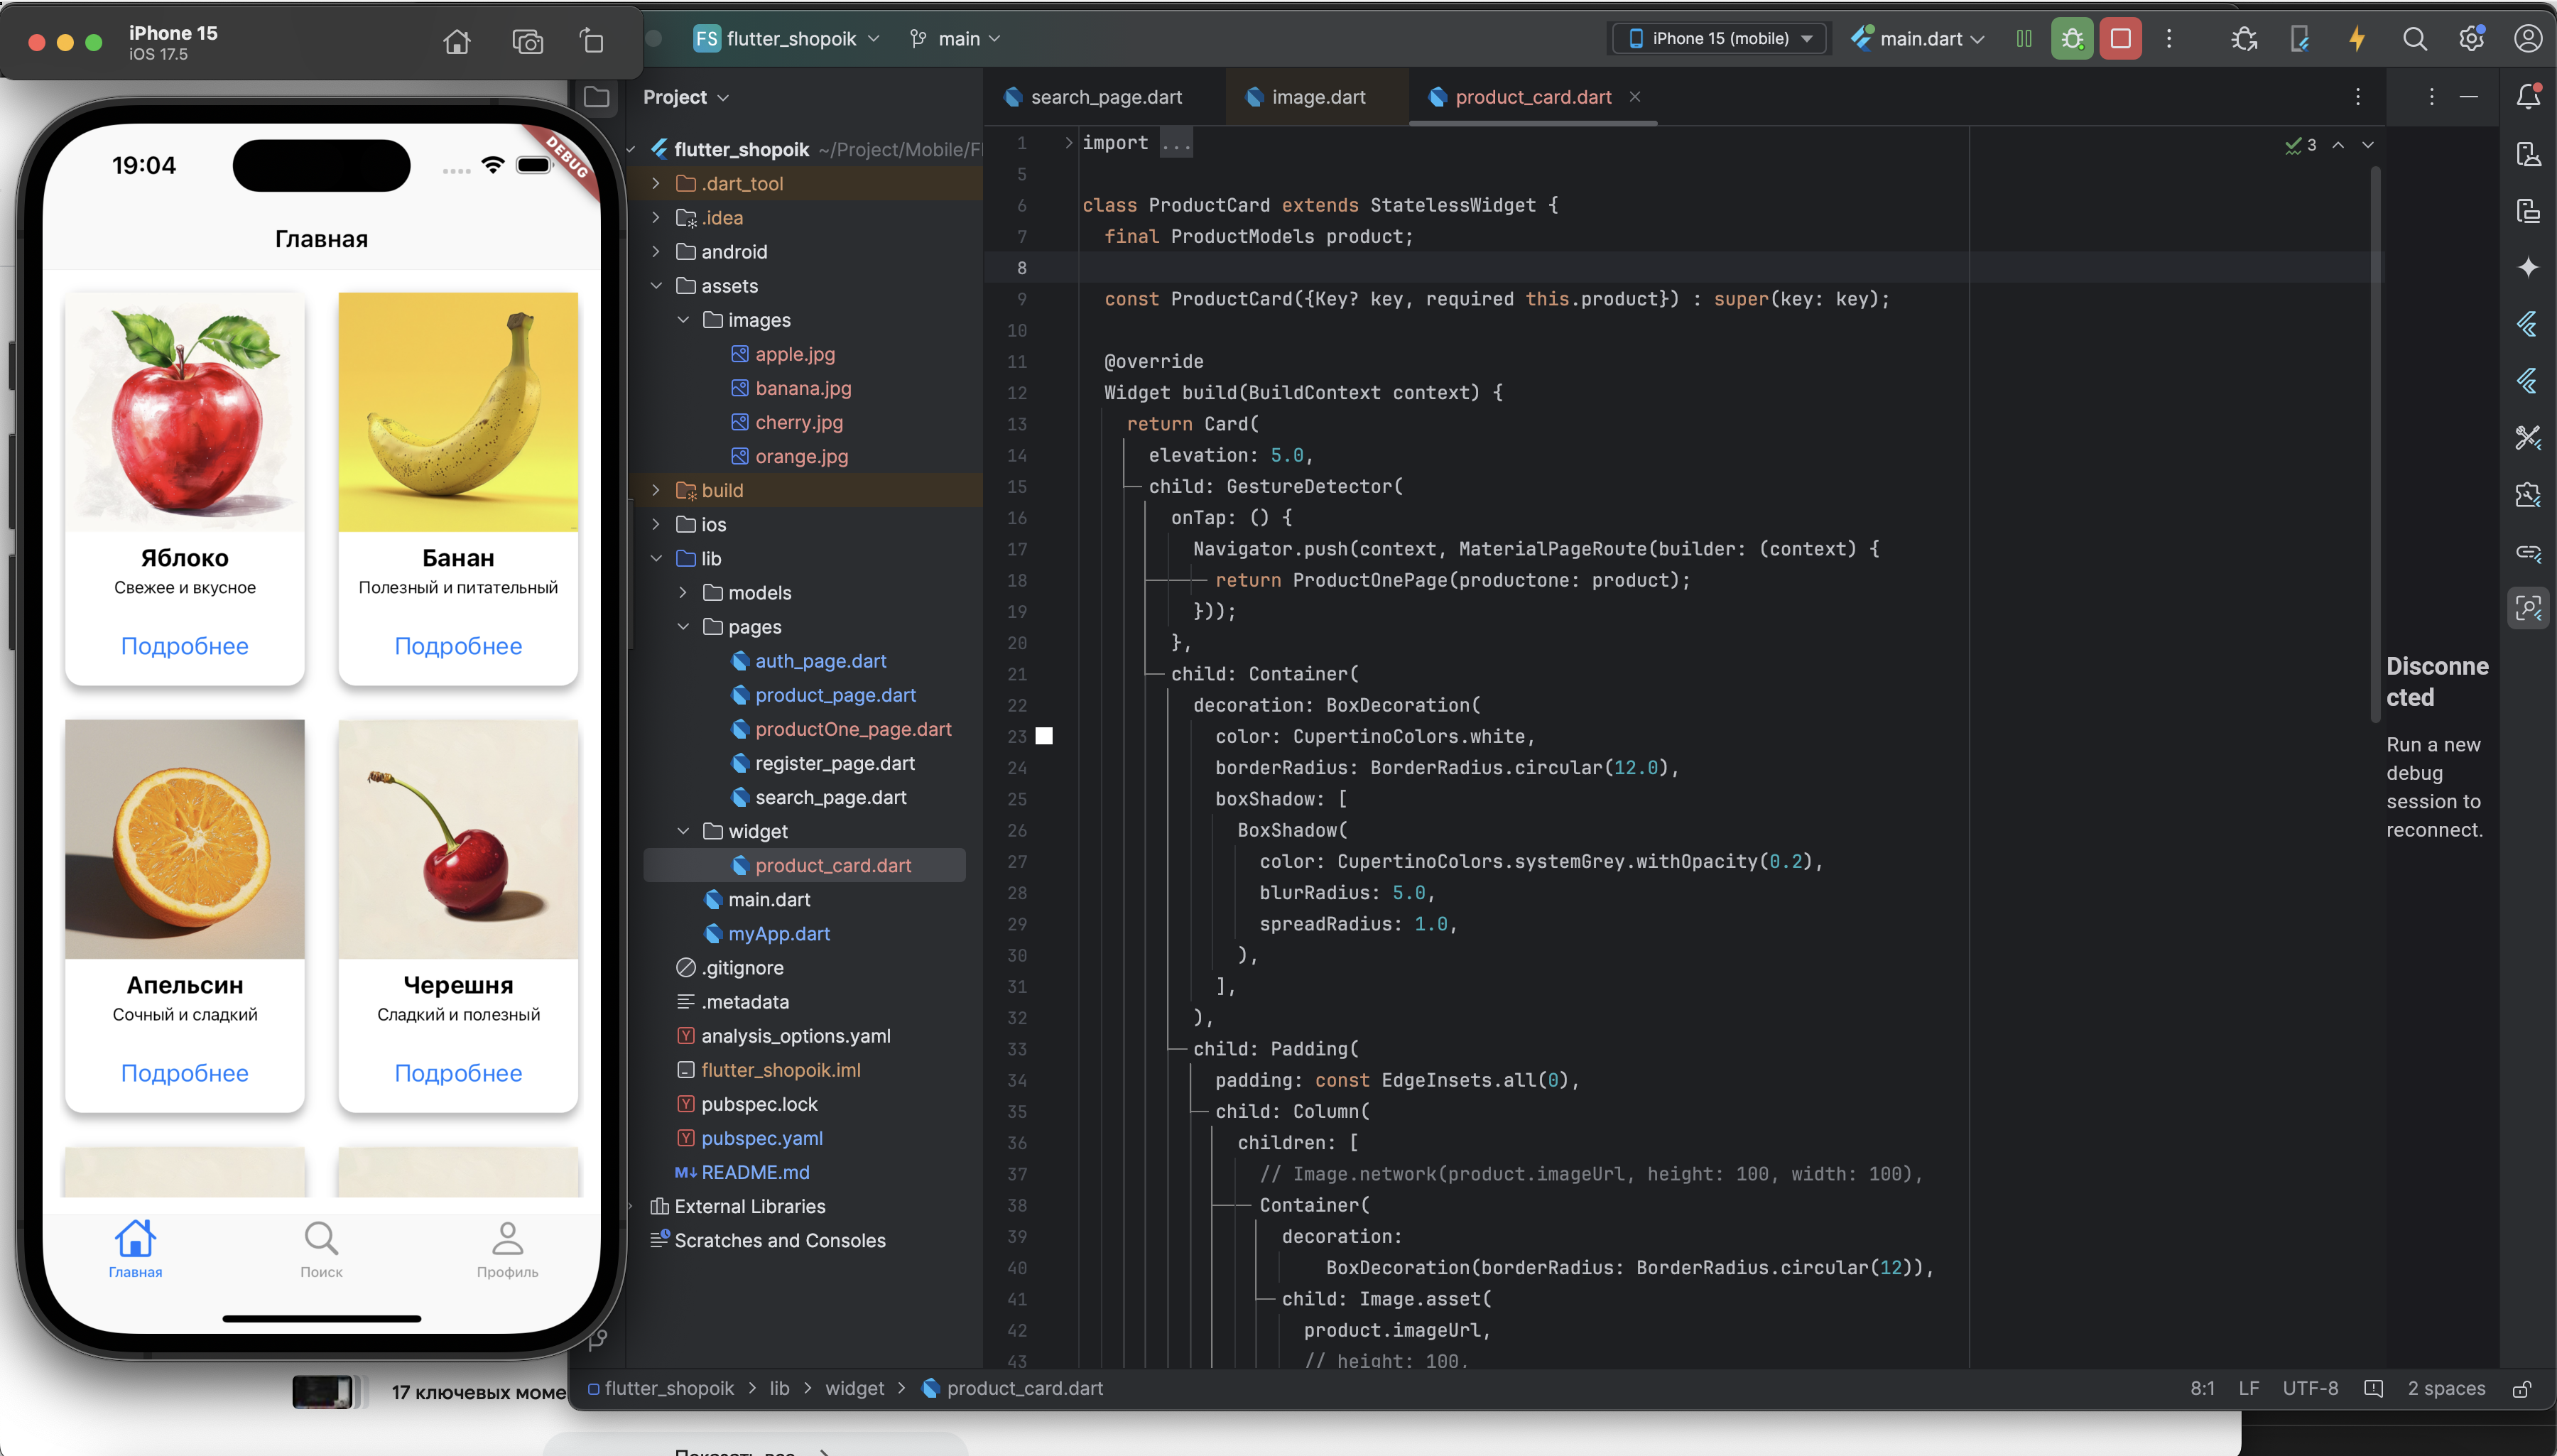 iPhone 15
iOS 17.5
19:04
DEBUG
Главная
Яблоко
Свежее и вкусное
Подробнее
Банан
Полезный и питательный
Подробнее
Апельсин
Сочный и сладкий
Подробнее
Черешня
Сладкий и полезный
Подробнее
Главная
Поиск
Профиль
17 ключевых моме
FS flutter_shopoik
main
iPhone 15 (mobile)
main.dart
Project
flutter_shopoik ~/Project/Mobile/Fl
.dart_tool
.idea
android
assets
images
apple.jpg
banana.jpg
cherry.jpg
orange.jpg
build
ios
lib
models
pages
auth_page.dart
product_page.dart
productOne_page.dart
register_page.dart
search_page.dart
widget
product_card.dart
main.dart
myApp.dart
.gitignore
.metadata
analysis_options.yaml
flutter_shopoik.iml
pubspec.lock
pubspec.yaml
README.md
External Libraries
Scratches and Consoles
search_page.dart
image.dart
product_card.dart
3
1 import ...
5
6 class ProductCard extends StatelessWidget {
7 final ProductModels product;
8
9 const ProductCard({Key? key, required this.product}) : super(key: key);
10
11 @override
12 Widget build(BuildContext context) {
13 return Card(
14 elevation: 5.0,
15 child: GestureDetector(
16 onTap: () {
17 Navigator.push(context, MaterialPageRoute(builder: (context) {
18 return ProductOnePage(productone: product);
19 }));
20 },
21 child: Container(
22 decoration: BoxDecoration(
23 color: CupertinoColors.white,
24 borderRadius: BorderRadius.circular(12.0),
25 boxShadow: [
26 BoxShadow(
27 color: CupertinoColors.systemGrey.withOpacity(0.2),
28 blurRadius: 5.0,
29 spreadRadius: 1.0,
30 ),
31 ],
32 ),
33 child: Padding(
34 padding: const EdgeInsets.all(0),
35 child: Column(
36 children: [
37 // Image.network(product.imageUrl, height: 100, width: 100),
38 Container(
39 decoration:
40 BoxDecoration(borderRadius: BorderRadius.circular(12)),
41 child: Image.asset(
42 product.imageUrl,
43 // height: 100,
Disconne
cted
Run a new
debug
session to
reconnect.
flutter_shopoik > lib > widget > product_card.dart
8:1 LF UTF-8 2 spaces